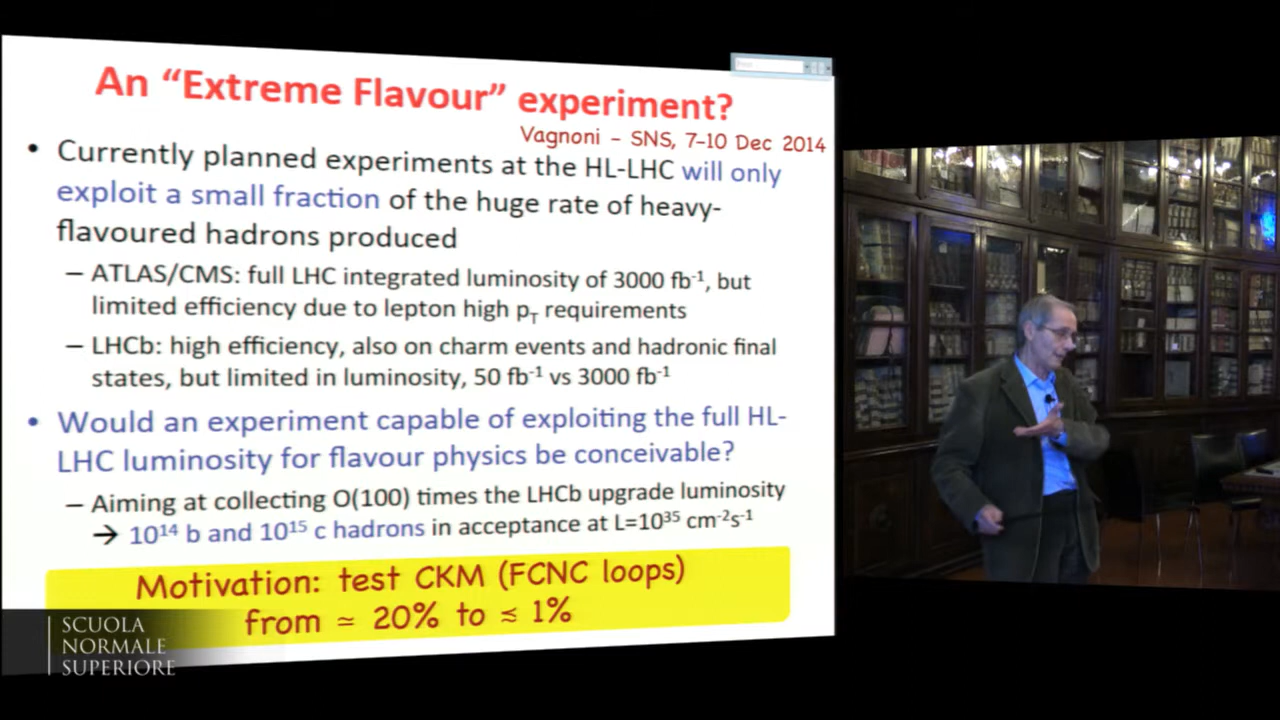 An “Extreme Flavour” experiment?
Vagnoni – SNS, 7-10 Dec 2014
• Currently planned experiments at the HL-LHC will only
exploit a small fraction of the huge rate of heavy-
flavoured hadrons produced
– ATLAS/CMS: full LHC integrated luminosity of 3000 fb⁻¹, but
limited efficiency due to lepton high pT requirements
– LHCb: high efficiency, also on charm events and hadronic final
states, but limited in luminosity, 50 fb⁻¹ vs 3000 fb⁻¹
• Would an experiment capable of exploiting the full HL-
LHC luminosity for flavour physics be conceivable?
– Aiming at collecting O(100) times the LHCb upgrade luminosity
→ 10¹⁴ b and 10¹⁵ c hadrons in acceptance at L=10³⁵ cm⁻²s⁻¹
Motivation: test CKM (FCNC loops)
from ≃ 20% to ≤ 1%
SCUOLA
NORMALE
SUPERIORE